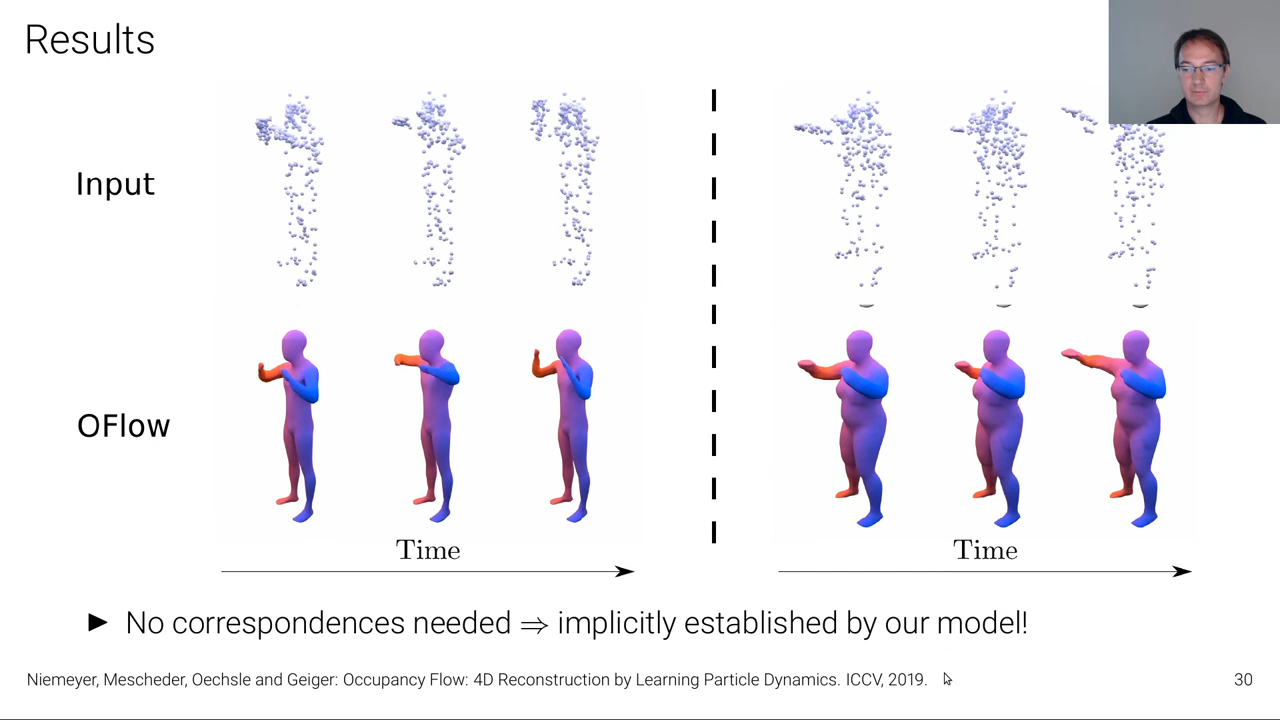 Results
Input
OFlow
Time
Time
► No correspondences needed ⇒ implicitly established by our model!
Niemeyer, Mescheder, Oechsle and Geiger: Occupancy Flow: 4D Reconstruction by Learning Particle Dynamics. ICCV, 2019.
30